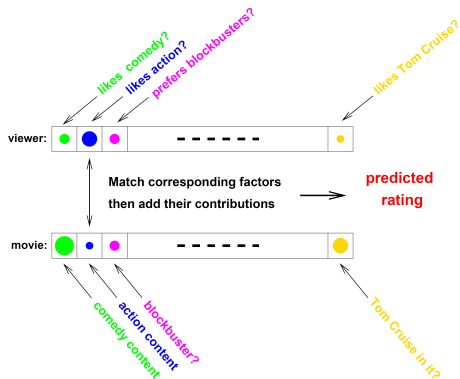 likes comedy?
likes action?
prefers blockbusters?
likes Tom Cruise?
viewer:
Match corresponding factors
then add their contributions
predicted
rating
movie:
comedy content
action content
blockbuster?
Tom Cruise in it?